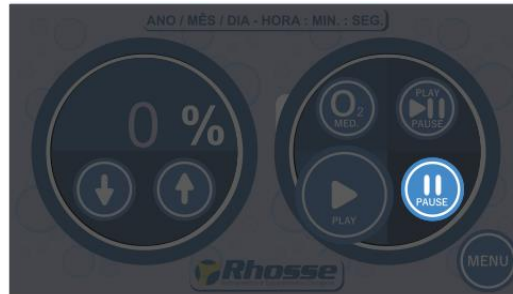 ANO / MÊS / DIA - HORA : MIN. : SEG.
0 %
O2
MED.
PLAY
PAUSE
PLAY
PAUSE
Rhosse
MENU